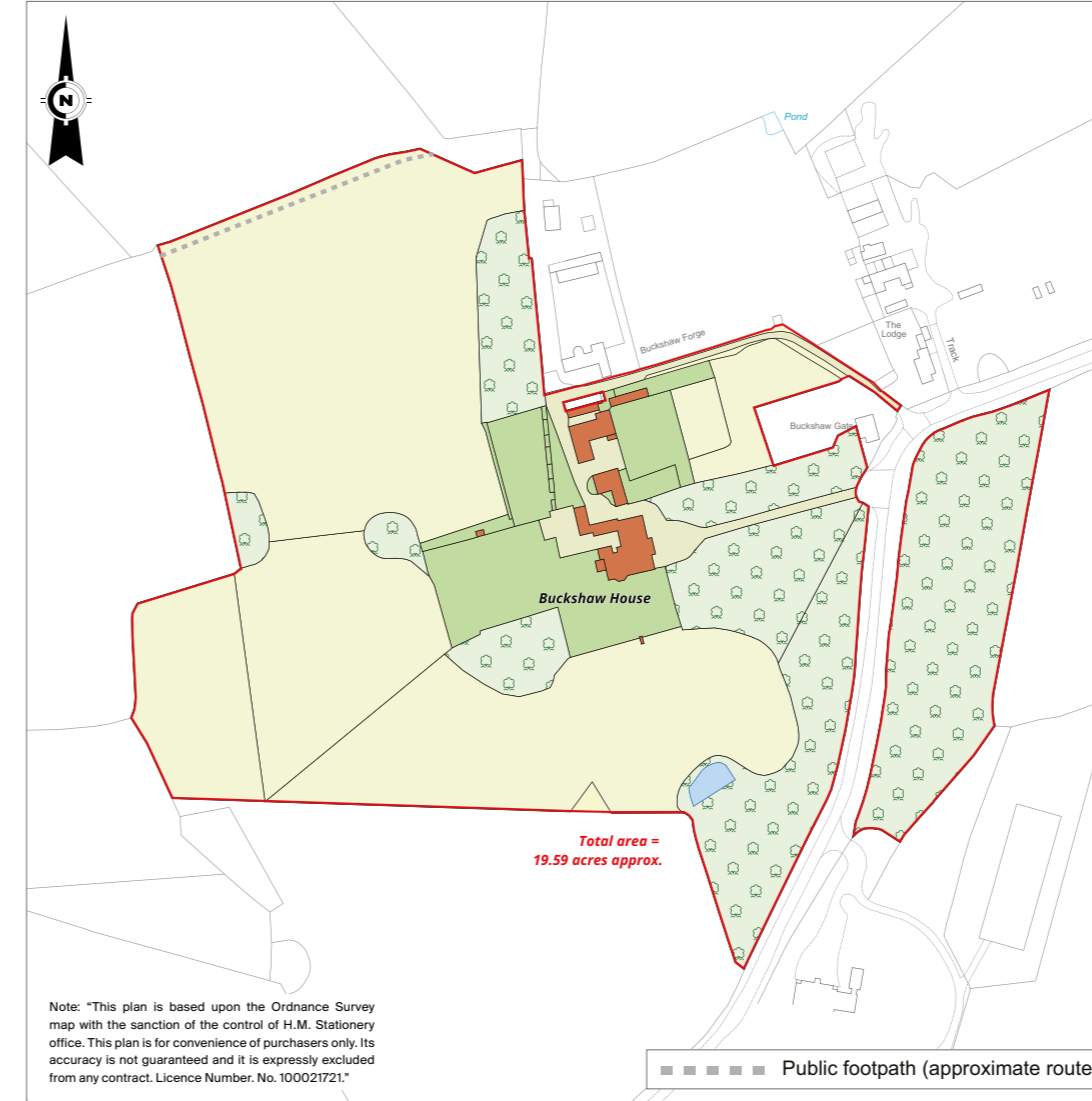 N
Pond
Buckshaw Forge
The
Lodge
Track
Buckshaw Gate
Buckshaw House
Total area =
19.59 acres approx.
Note: “This plan is based upon the Ordnance Survey
map with the sanction of the control of H.M. Stationery
office. This plan is for convenience of purchasers only. Its
accuracy is not guaranteed and it is expressly excluded
from any contract. Licence Number. No. 100021721.”
Public footpath (approximate route